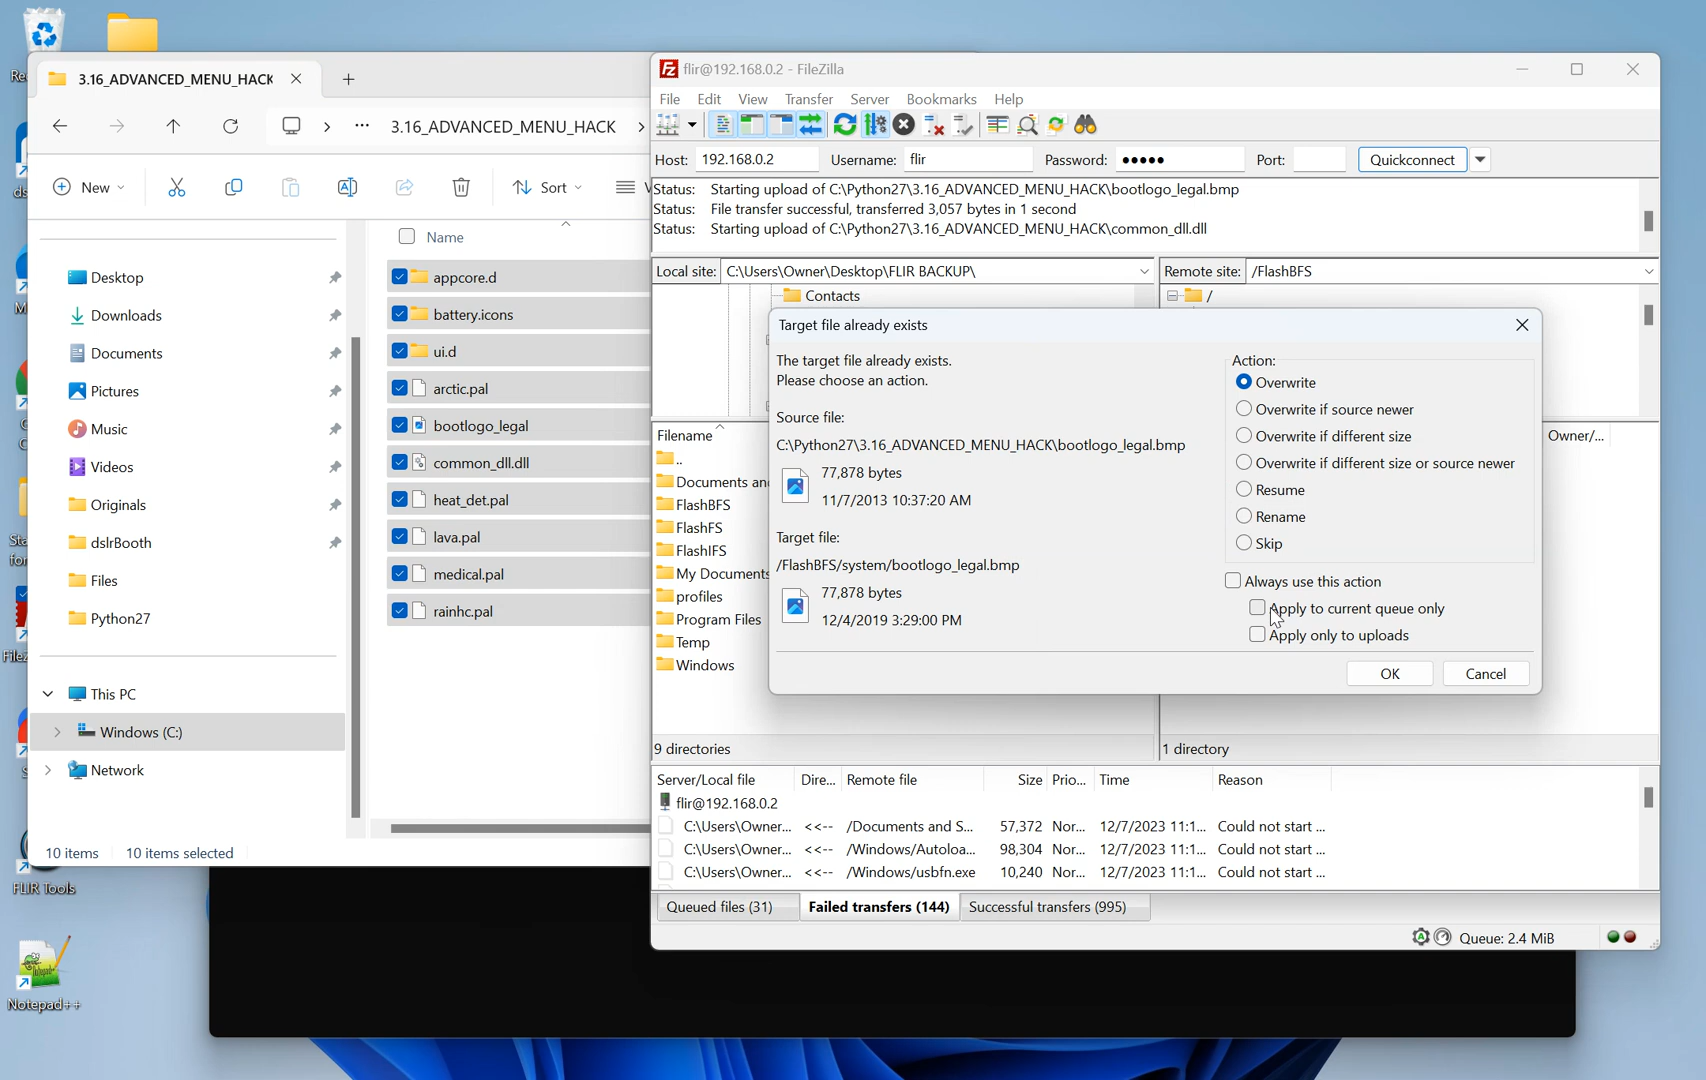 3.16_ADVANCED_MENU_HACK
3.16_ADVANCED_MENU_HACK
New
Sort
Name
Desktop
Downloads
Documents
Pictures
Music
Videos
Originals
dslrBooth
Files
Python27
This PC
Windows (C:)
Network
appcore.d
battery.icons
ui.d
arctic.pal
bootlogo_legal
common_dll.dll
heat_det.pal
lava.pal
medical.pal
rainhc.pal
10 items 10 items selected
FLIR Tools
Notepad++
flir@192.168.0.2 - FileZilla
File Edit View Transfer Server Bookmarks Help
Host: 192.168.0.2 Username: flir Password: ●●●●● Port: Quickconnect
Status: Starting upload of C:\Python27\3.16_ADVANCED_MENU_HACK\bootlogo_legal.bmp
Status: File transfer successful, transferred 3,057 bytes in 1 second
Status: Starting upload of C:\Python27\3.16_ADVANCED_MENU_HACK\common_dll.dll
Local site: C:\Users\Owner\Desktop\FLIR BACKUP\
Remote site: /FlashBFS
Contacts
/
Filename
..
Documents an
FlashBFS
FlashFS
FlashIFS
My Documents
profiles
Program Files
Temp
Windows
9 directories
Owner/...
1 directory
Target file already exists
The target file already exists.
Please choose an action.
Source file:
C:\Python27\3.16_ADVANCED_MENU_HACK\bootlogo_legal.bmp
77,878 bytes
11/7/2013 10:37:20 AM
Target file:
/FlashBFS/system/bootlogo_legal.bmp
77,878 bytes
12/4/2019 3:29:00 PM
Action:
Overwrite
Overwrite if source newer
Overwrite if different size
Overwrite if different size or source newer
Resume
Rename
Skip
Always use this action
Apply to current queue only
Apply only to uploads
OK Cancel
Server/Local file Dire... Remote file Size Prio... Time Reason
flir@192.168.0.2
C:\Users\Owner... <<-- /Documents and S... 57,372 Nor... 12/7/2023 11:1... Could not start ...
C:\Users\Owner... <<-- /Windows/Autoloa... 98,304 Nor... 12/7/2023 11:1... Could not start ...
C:\Users\Owner... <<-- /Windows/usbfn.exe 10,240 Nor... 12/7/2023 11:1... Could not start ...
Queued files (31) Failed transfers (144) Successful transfers (995)
Queue: 2.4 MiB